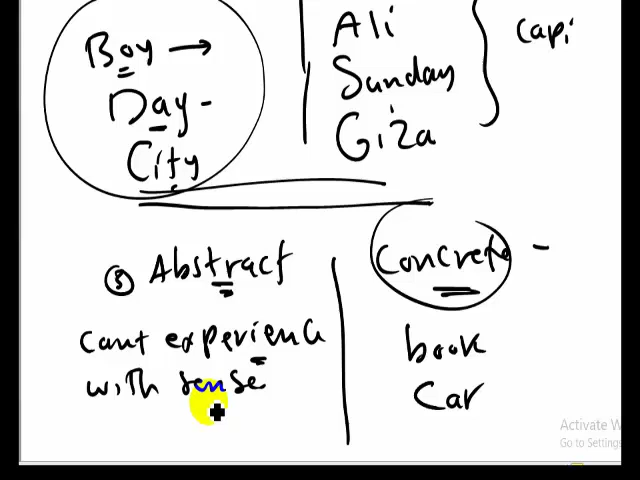 Boy →
Day -
City
Ali
Sunday
Giza
capi
③ Abstract
cant experience
with sense
Concrete -
book
Car
Activate W
Go to Settings